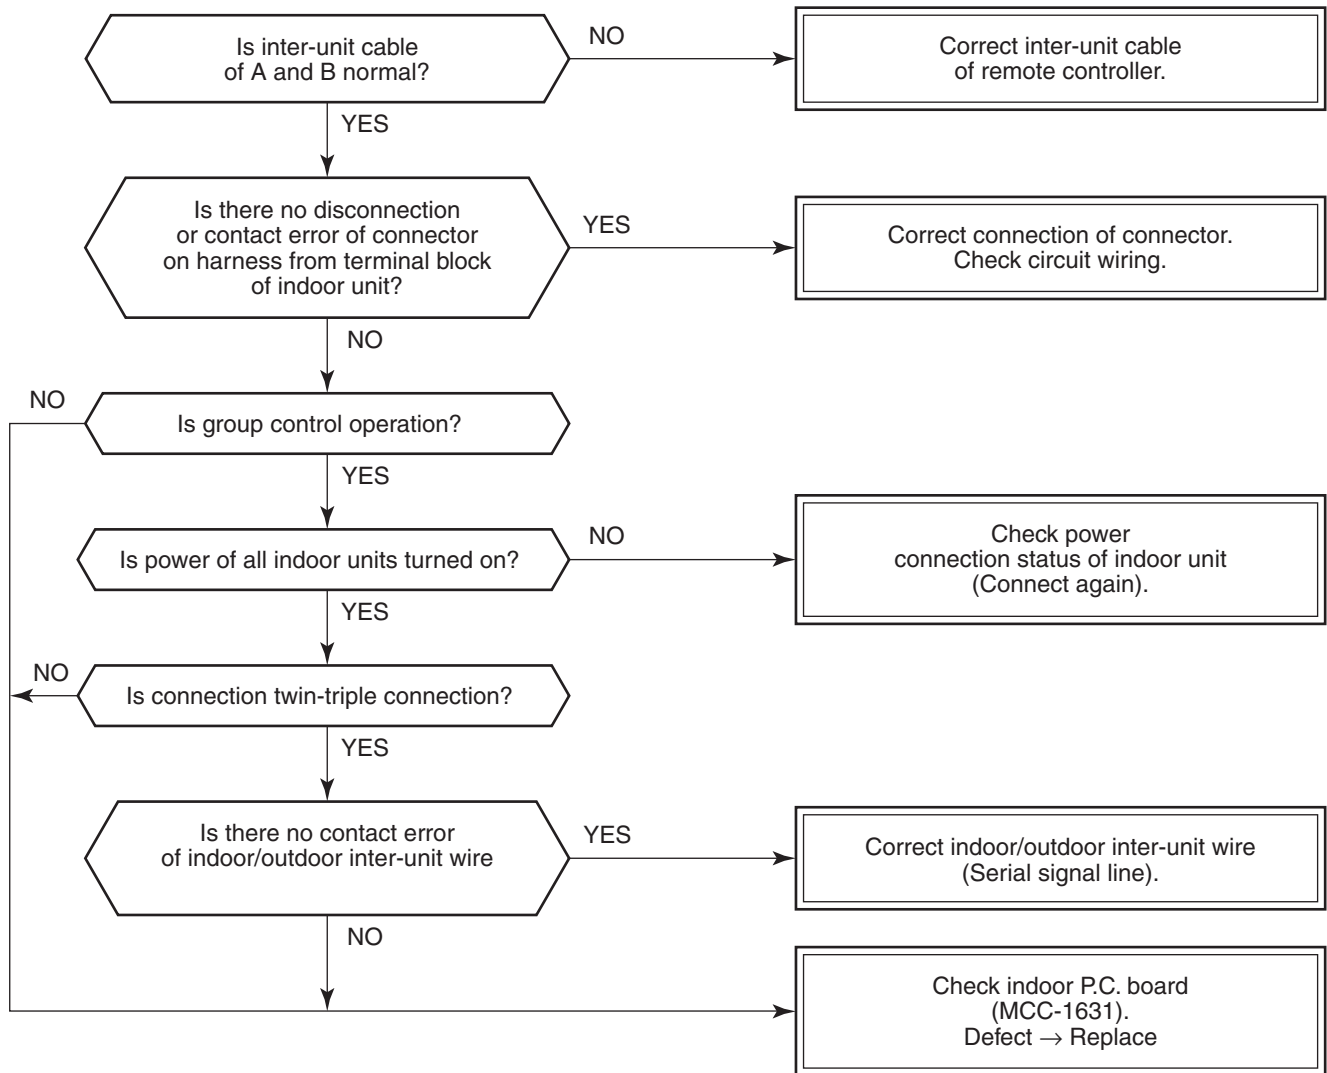 Is inter-unit cable
of A and B normal?
NO
Correct inter-unit cable
of remote controller.
YES
Is there no disconnection
or contact error of connector
on harness from terminal block
of indoor unit?
YES
Correct connection of connector.
Check circuit wiring.
NO
NO
Is group control operation?
YES
Is power of all indoor units turned on?
NO
Check power
connection status of indoor unit
(Connect again).
YES
NO
Is connection twin-triple connection?
YES
Is there no contact error
of indoor/outdoor inter-unit wire
YES
Correct indoor/outdoor inter-unit wire
(Serial signal line).
NO
Check indoor P.C. board
(MCC-1631).
Defect → Replace